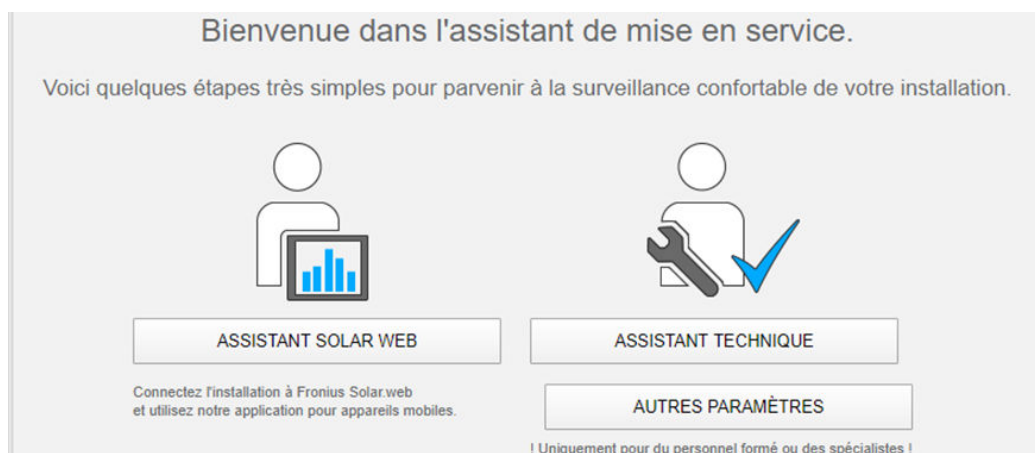 Bienvenue dans l'assistant de mise en service.
Voici quelques étapes très simples pour parvenir à la surveillance confortable de votre installation.
ASSISTANT SOLAR WEB
ASSISTANT TECHNIQUE
Connectez l'installation à Fronius Solar.web
et utilisez notre application pour appareils mobiles.
AUTRES PARAMÈTRES
! Uniquement pour du personnel formé ou des spécialistes !